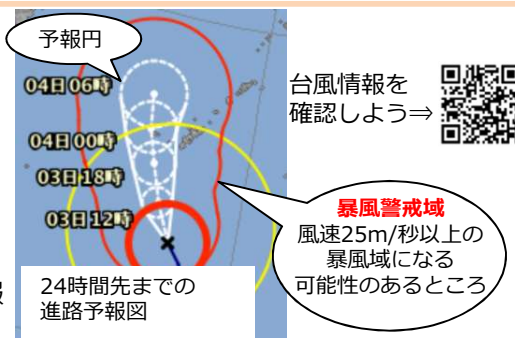 予報円
04日06時
04日00時
03日18時
03日12時
台風情報を
確認しよう⇒
暴風警戒域
風速25m/秒以上の
暴風域になる
可能性のあるところ
24時間先までの
進路予報図
報